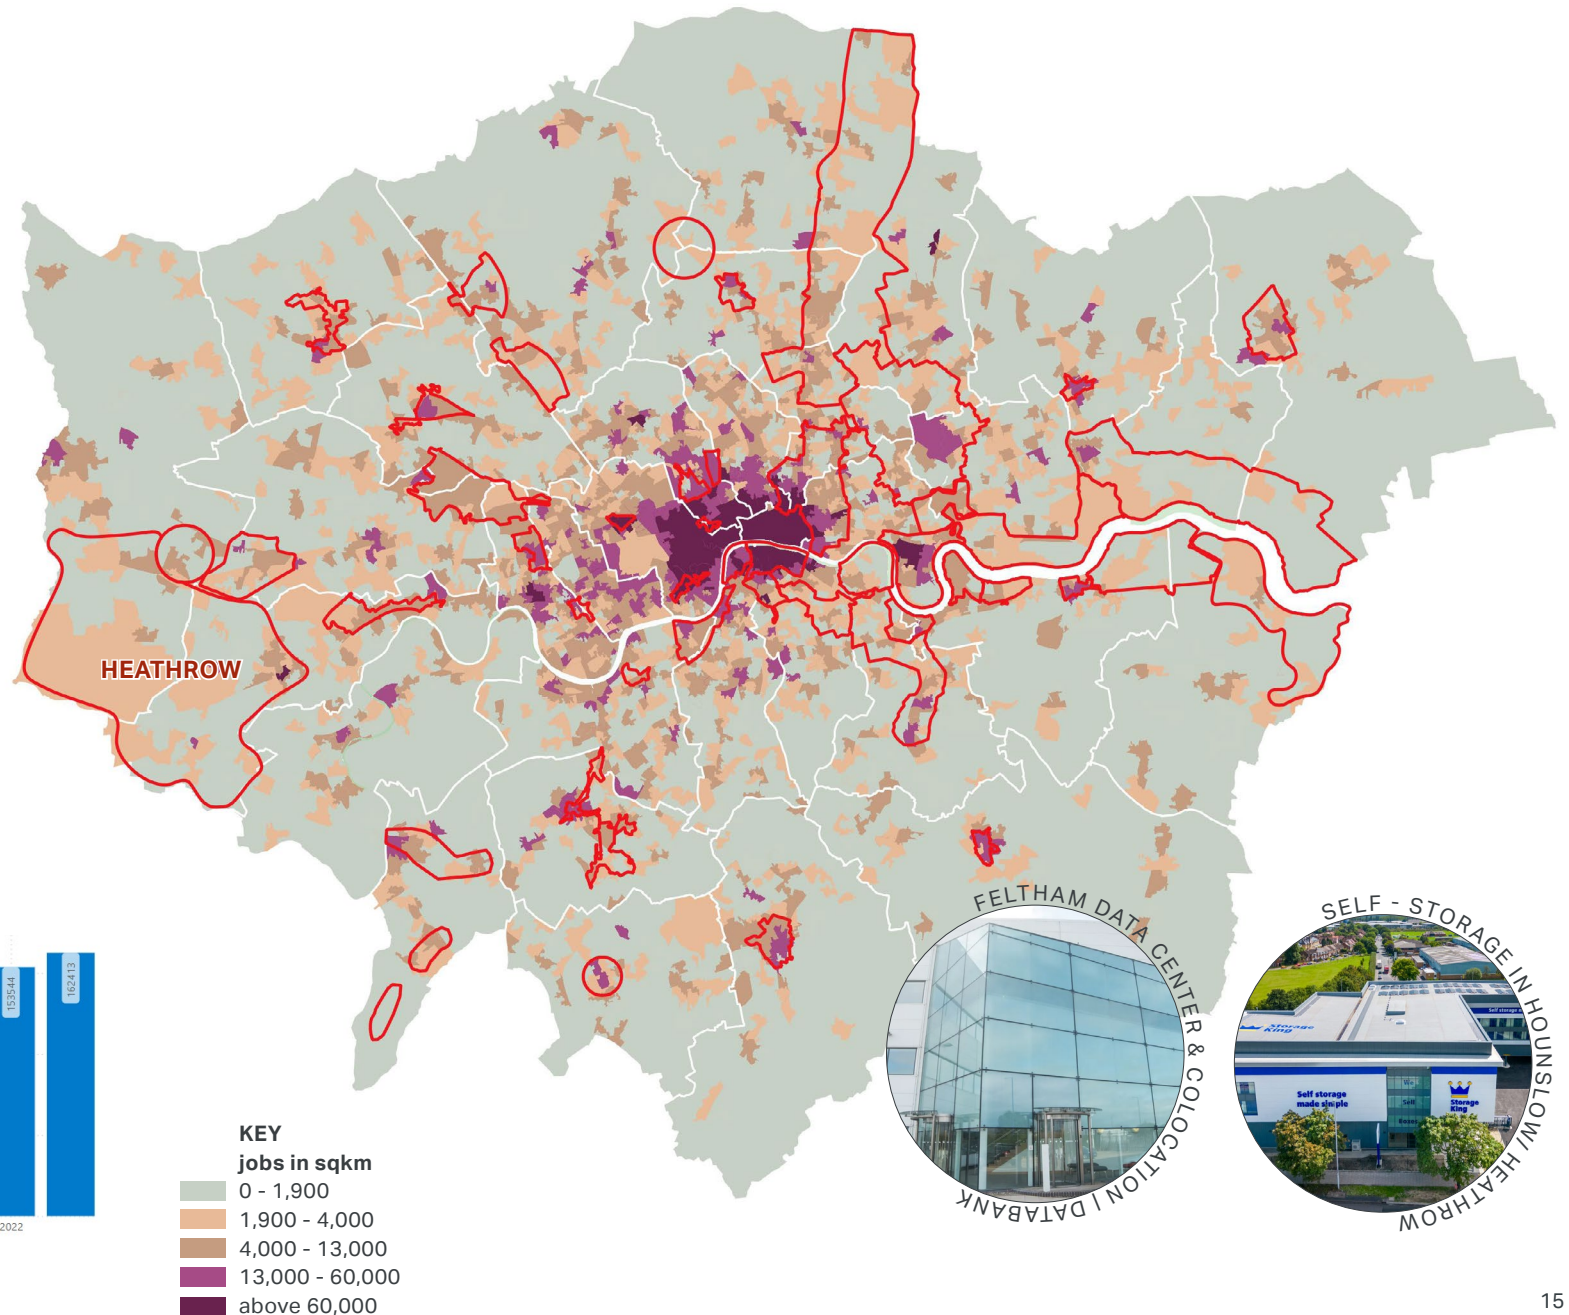 HEATHROW
FELTHAM DATA CENTER & COLOCATION | DATABANK
SELF - STORAGE IN HOUNSLOW/ HEATHROW
Storage
King
Self storage
made simple
Storage
King
153544
162413
2022
KEY
jobs in sqkm
0 - 1,900
1,900 - 4,000
4,000 - 13,000
13,000 - 60,000
above 60,000
15